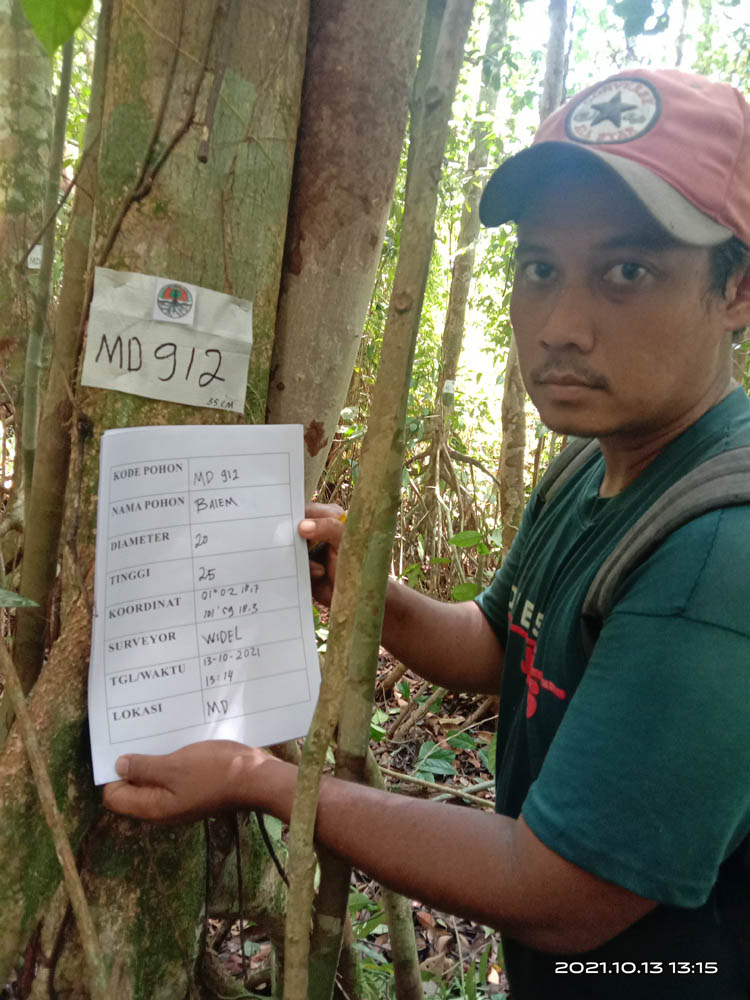 CONVERSE
ALL STAR
MD 912
35 CM
KODE POHON MD 912
NAMA POHON BALEM
DIAMETER 20
TINGGI 25
KOORDINAT 01°02 18.7
101°59 18.3
SURVEYOR WIDEL
TGL/WAKTU 13-10-2021
13:14
LOKASI MD
2021.10.13 13:15